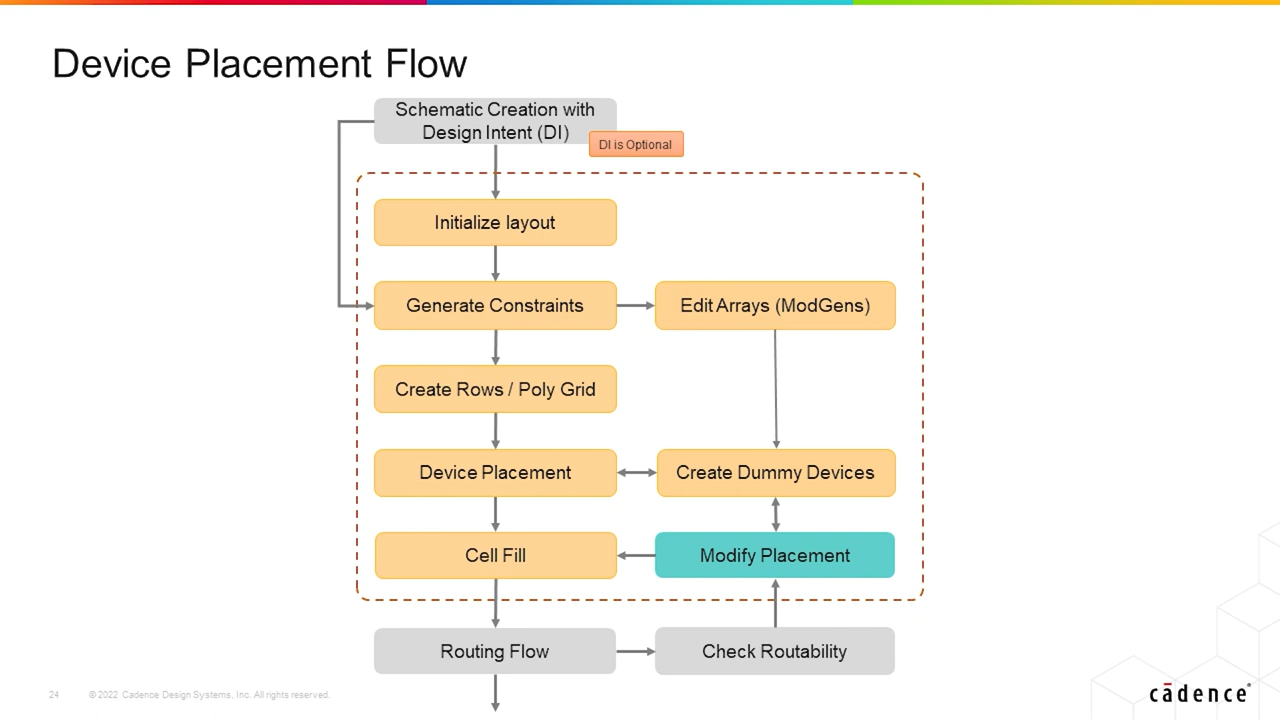 Device Placement Flow
Schematic Creation with
Design Intent (DI)
DI is Optional
Initialize layout
Generate Constraints
Edit Arrays (ModGens)
Create Rows / Poly Grid
Device Placement
Create Dummy Devices
Cell Fill
Modify Placement
Routing Flow
Check Routability
24
© 2022 Cadence Design Systems, Inc. All rights reserved.
cādence®